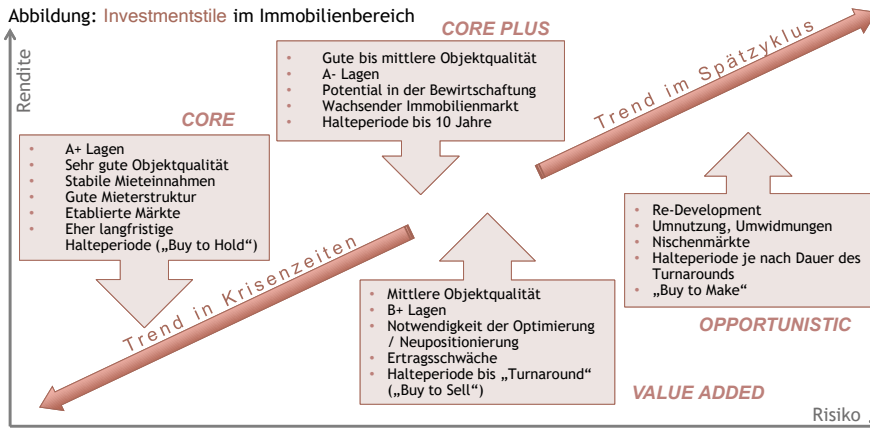 Abbildung: Investmentstile im Immobilienbereich
Rendite
CORE
• A+ Lagen
• Sehr gute Objektqualität
• Stabile Mieteinnahmen
• Gute Mieterstruktur
• Etablierte Märkte
• Eher langfristige
Halteperiode („Buy to Hold“)
CORE PLUS
• Gute bis mittlere Objektqualität
• A- Lagen
• Potential in der Bewirtschaftung
• Wachsender Immobilienmarkt
• Halteperiode bis 10 Jahre
Trend im Spätzyklus
Trend in Krisenzeiten
• Mittlere Objektqualität
• B+ Lagen
• Notwendigkeit der Optimierung
/ Neupositionierung
• Ertragsschwäche
• Halteperiode bis „Turnaround“
(„Buy to Sell“)
VALUE ADDED
• Re-Development
• Umnutzung, Umwidmungen
• Nischenmärkte
• Halteperiode je nach Dauer des
Turnarounds
• „Buy to Make“
OPPORTUNISTIC
Risiko